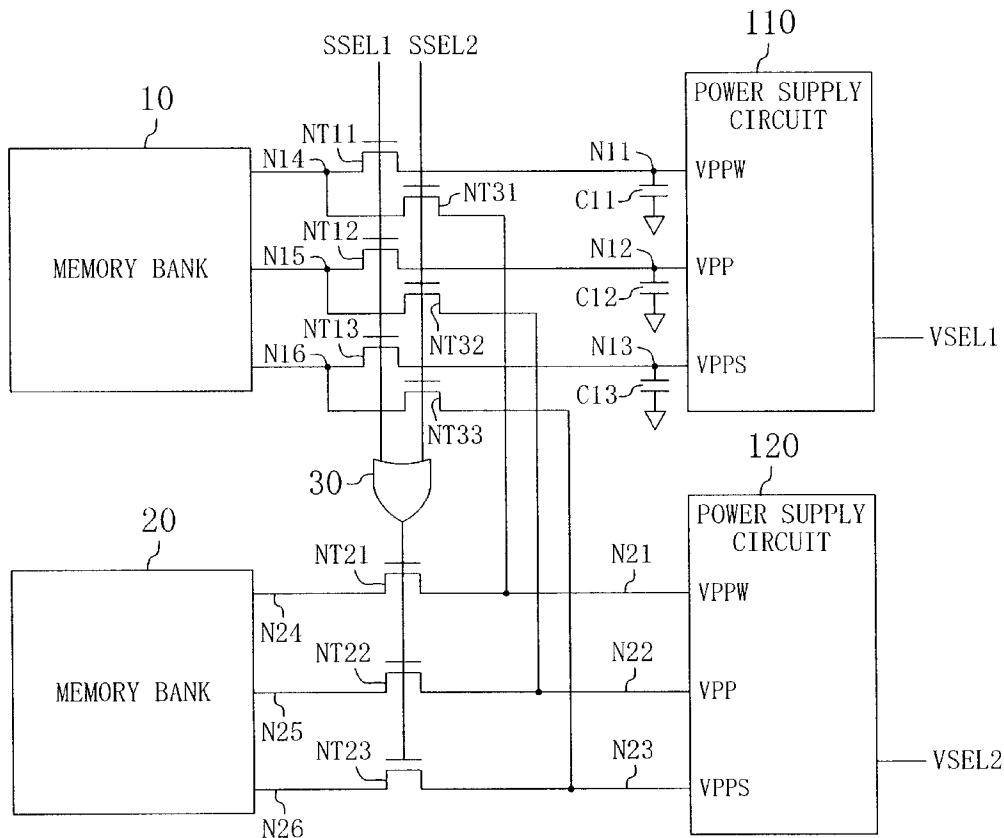 SSEL1 SSEL2
110
POWER SUPPLY
CIRCUIT
10
NT11
N14
N11
VPPW
NT31
C11
NT12
N15
N12
VPP
MEMORY BANK
C12
NT13
NT32
N16
N13
VPPS
VSEL1
C13
NT33
30
120
POWER SUPPLY
CIRCUIT
20
NT21
N21
VPPW
N24
NT22
N22
MEMORY BANK
VPP
N25
NT23
N23
VSEL2
VPPS
N26